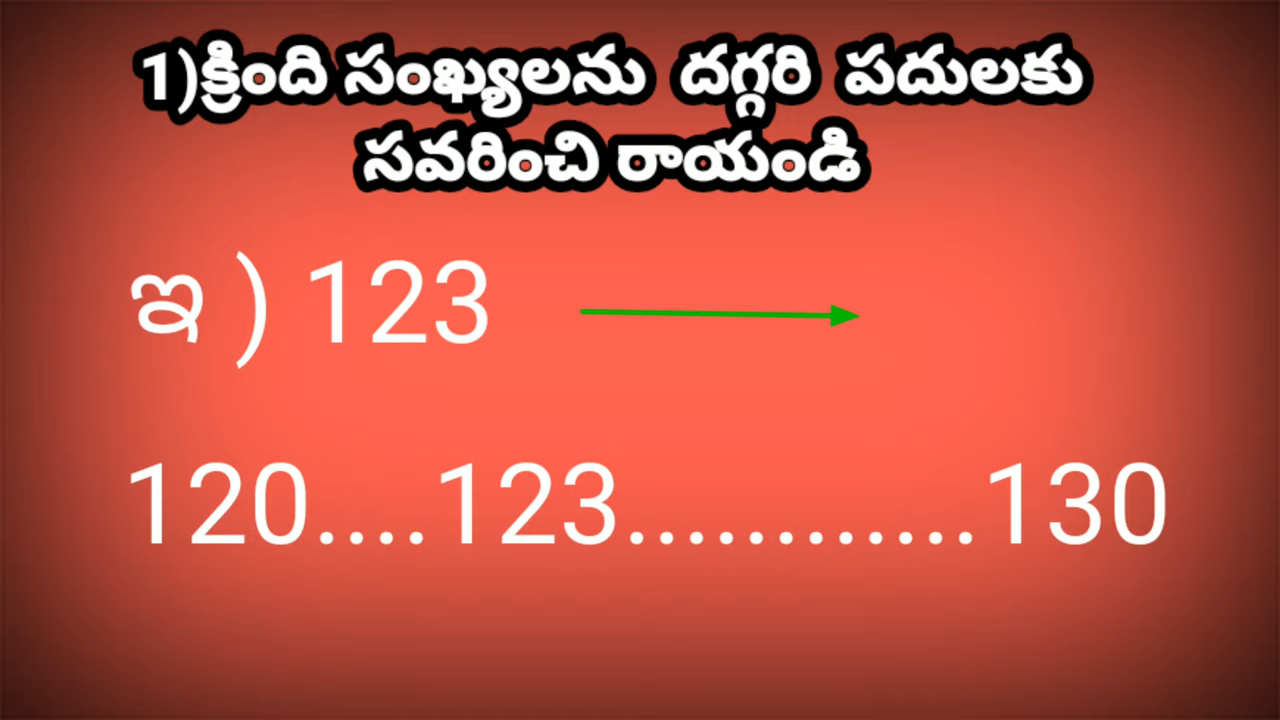 1)క్రింది సంఖ్యలను దగ్గరి పదులకు
సవరించి రాయండి
ఇ ) 123
120....123............130